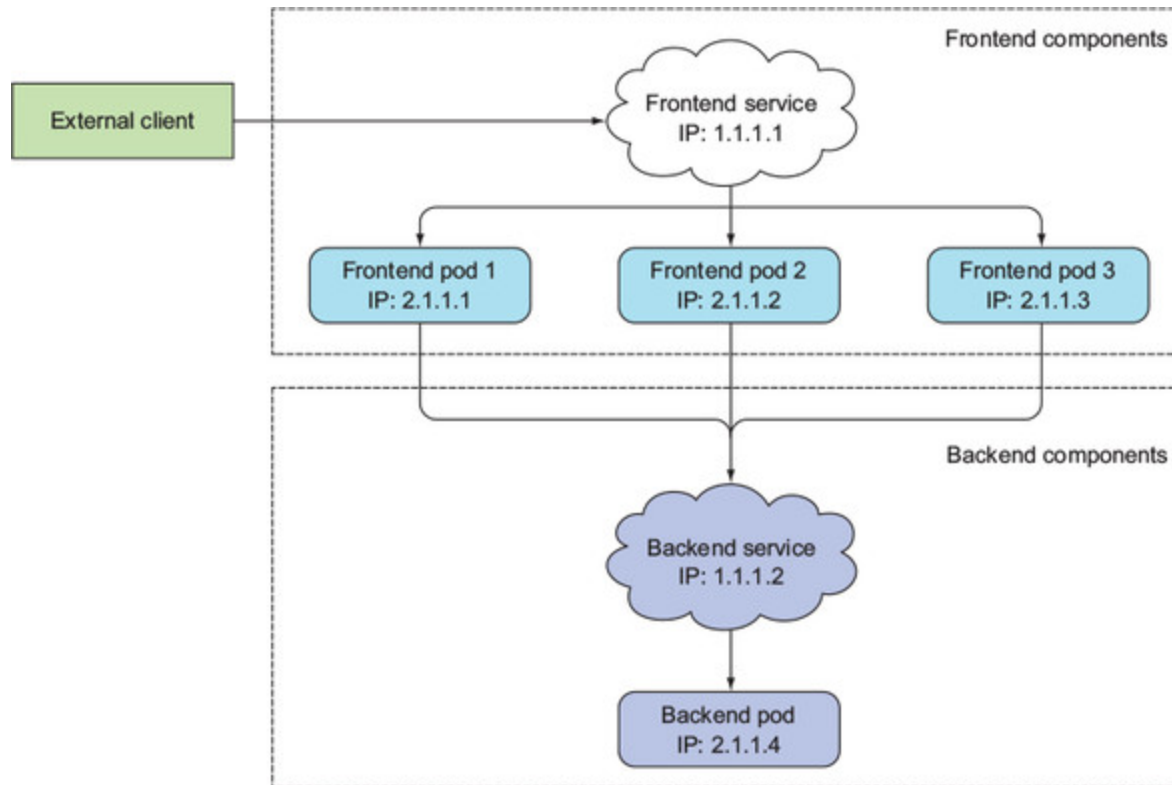 Frontend components
External client
Frontend service
IP: 1.1.1.1
Frontend pod 1
IP: 2.1.1.1
Frontend pod 2
IP: 2.1.1.2
Frontend pod 3
IP: 2.1.1.3
Backend components
Backend service
IP: 1.1.1.2
Backend pod
IP: 2.1.1.4